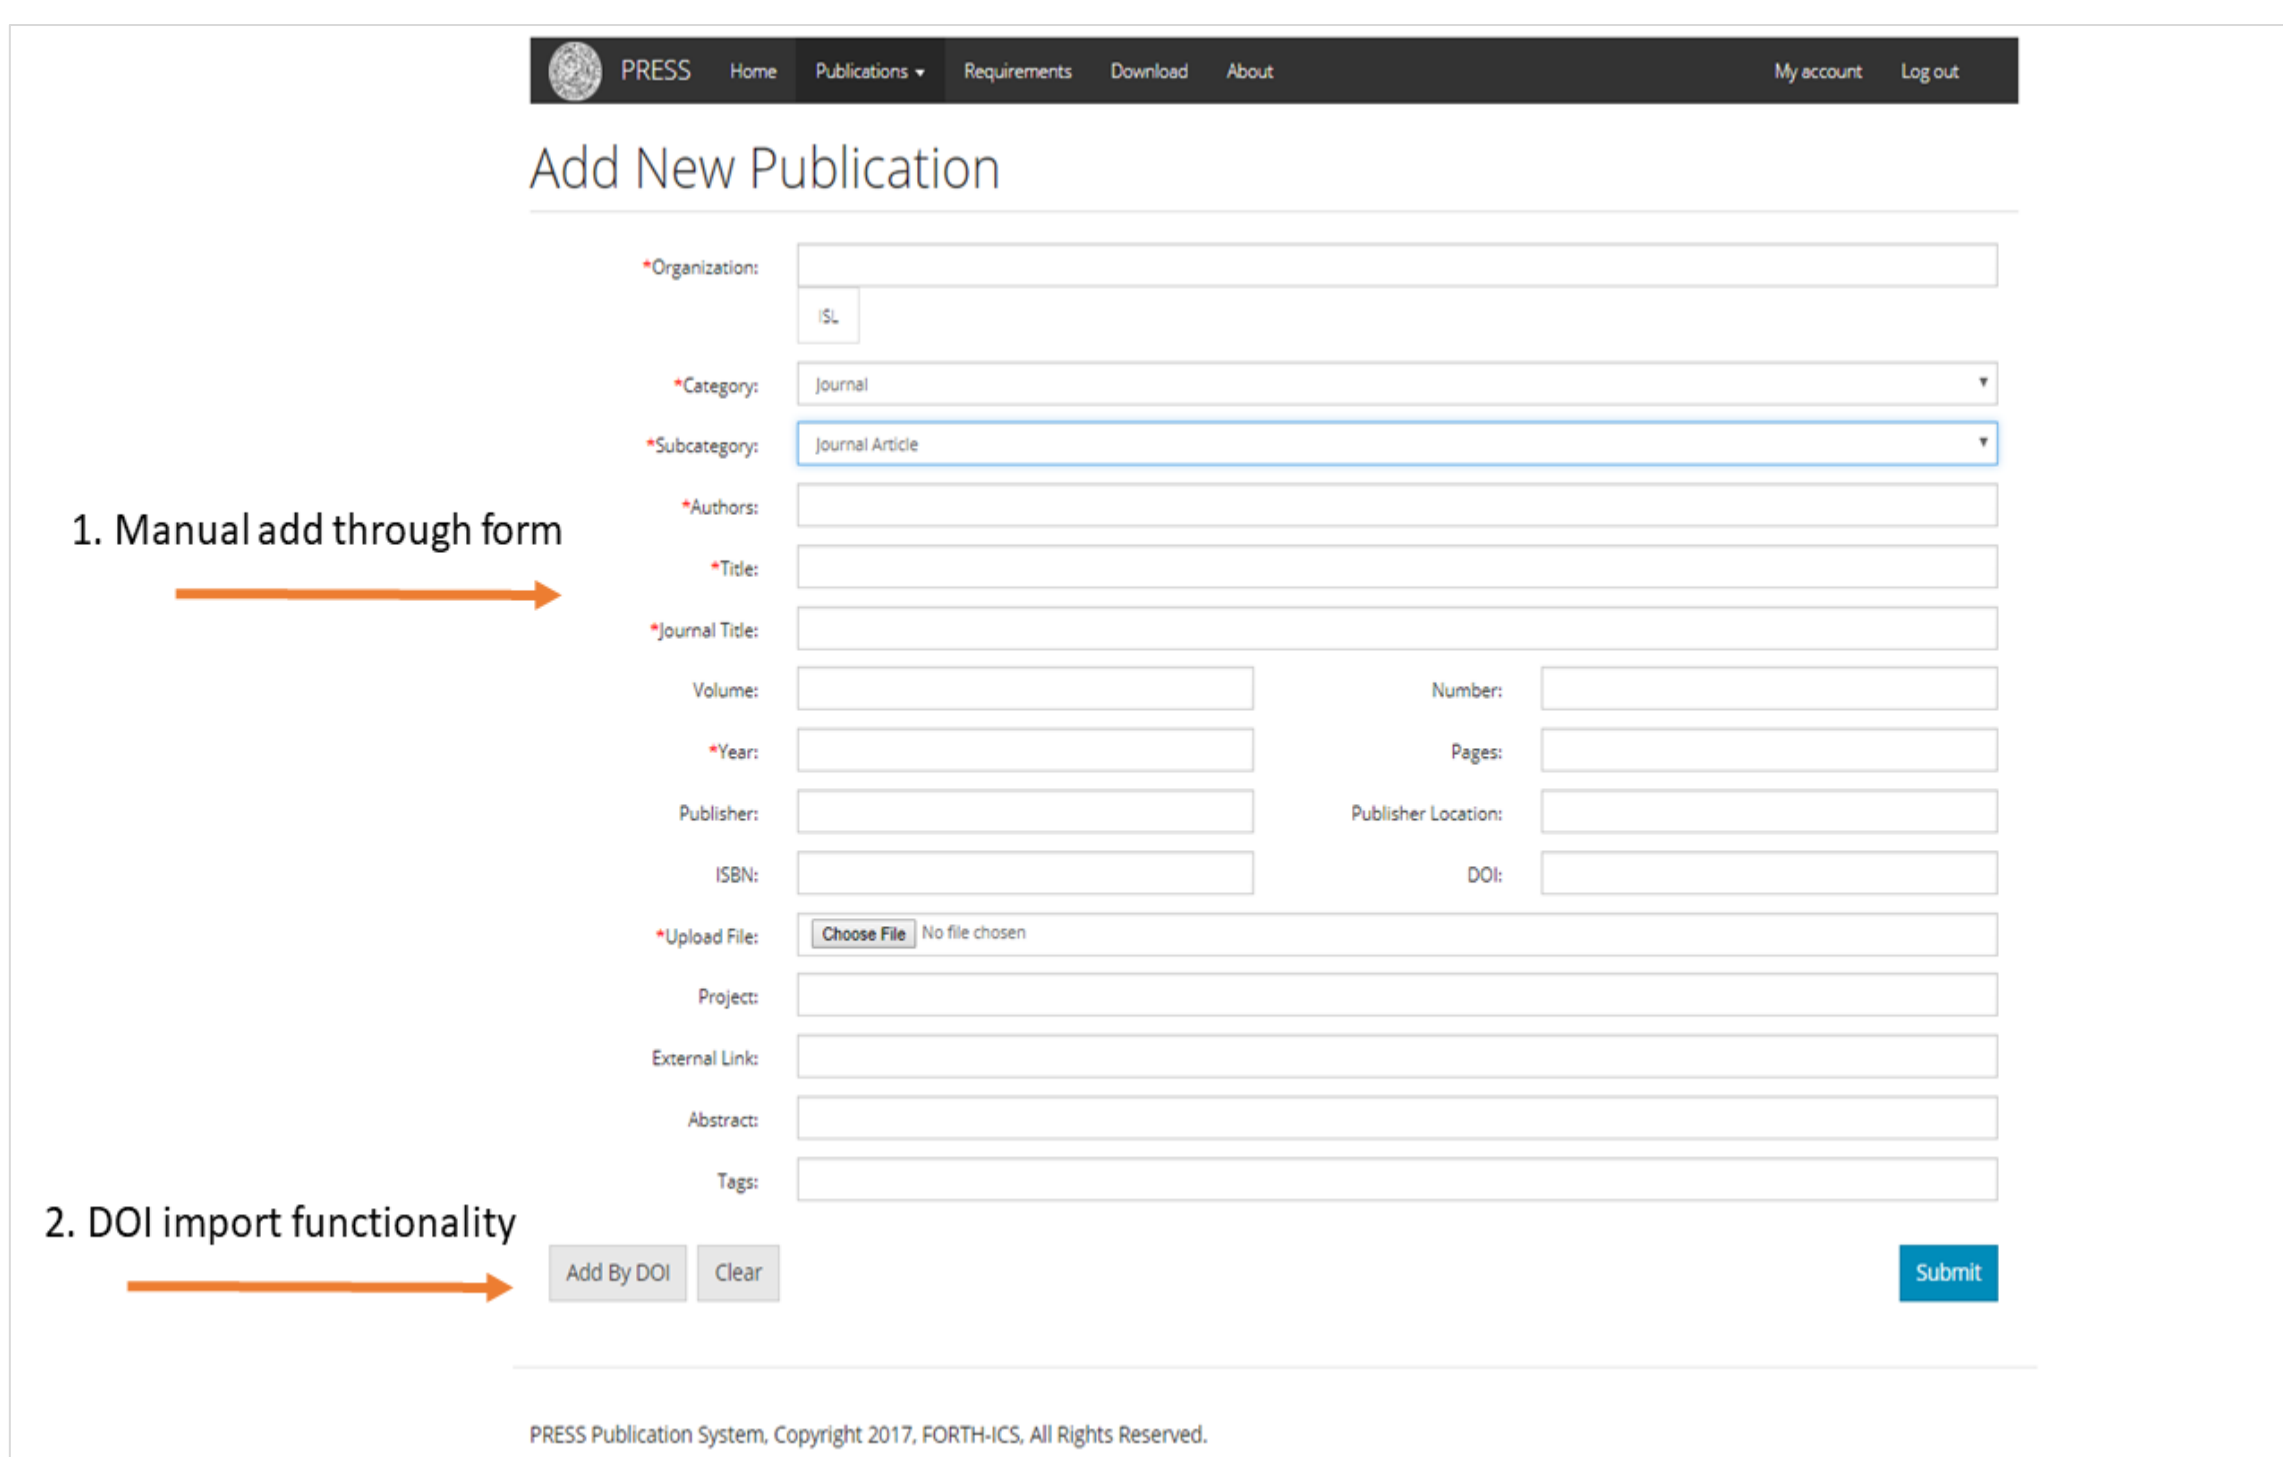 PRESS Home Publications Requirements Download About My account Log out
Add New Publication
*Organization:
ISL
*Category: Journal
*Subcategory: Journal Article
*Authors:
1. Manual add through form
*Title:
*Journal Title:
Volume: Number:
*Year: Pages:
Publisher: Publisher Location:
ISBN: DOI:
*Upload File: Choose File No file chosen
Project:
External Link:
Abstract:
Tags:
2. DOI import functionality
Add By DOI Clear Submit
PRESS Publication System, Copyright 2017, FORTH-ICS, All Rights Reserved.